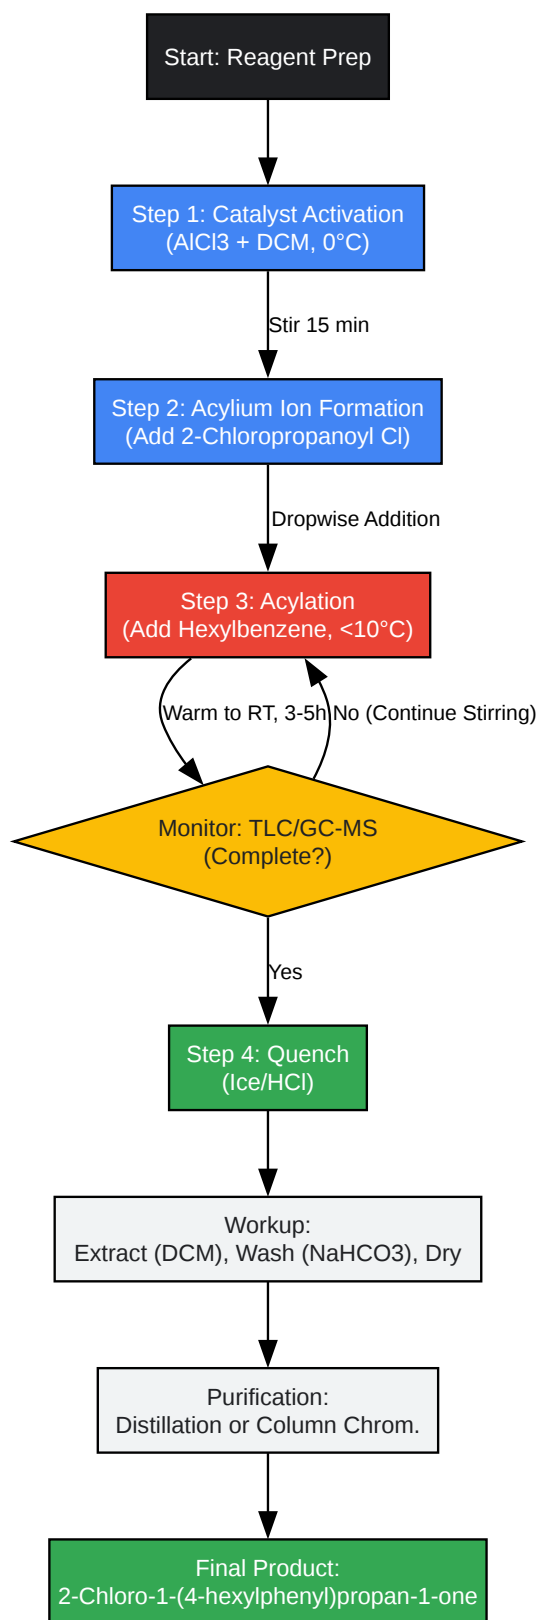 Start: Reagent Prep
Step 1: Catalyst Activation
(AlCl3 + DCM, 0°C)
Stir 15 min
Step 2: Acylium Ion Formation
(Add 2-Chloropropanoyl Cl)
Dropwise Addition
Step 3: Acylation
(Add Hexylbenzene, <10°C)
Warm to RT, 3-5h
No (Continue Stirring)
Monitor: TLC/GC-MS
(Complete?)
Yes
Step 4: Quench
(Ice/HCl)
Workup:
Extract (DCM), Wash (NaHCO3), Dry
Purification:
Distillation or Column Chrom.
Final Product:
2-Chloro-1-(4-hexylphenyl)propan-1-one